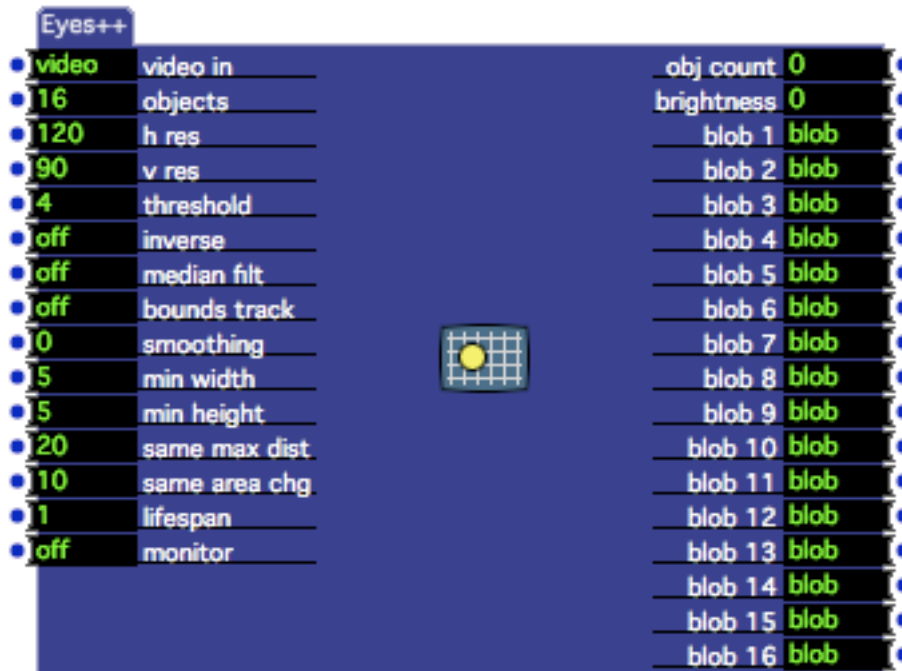 Eyes++
video video in obj count 0
16 objects brightness 0
120 h res blob 1 blob
90 v res blob 2 blob
4 threshold blob 3 blob
off inverse blob 4 blob
off median filt blob 5 blob
off bounds track blob 6 blob
0 smoothing blob 7 blob
5 min width blob 8 blob
5 min height blob 9 blob
20 same max dist blob 10 blob
10 same area chg blob 11 blob
1 lifespan blob 12 blob
off monitor blob 13 blob
blob 14 blob
blob 15 blob
blob 16 blob